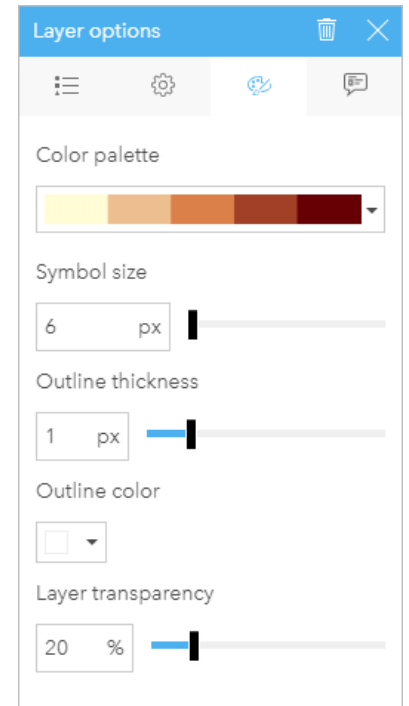 Layer options
Color palette
Symbol size
6 px
Outline thickness
1 px
Outline color
Layer transparency
20 %